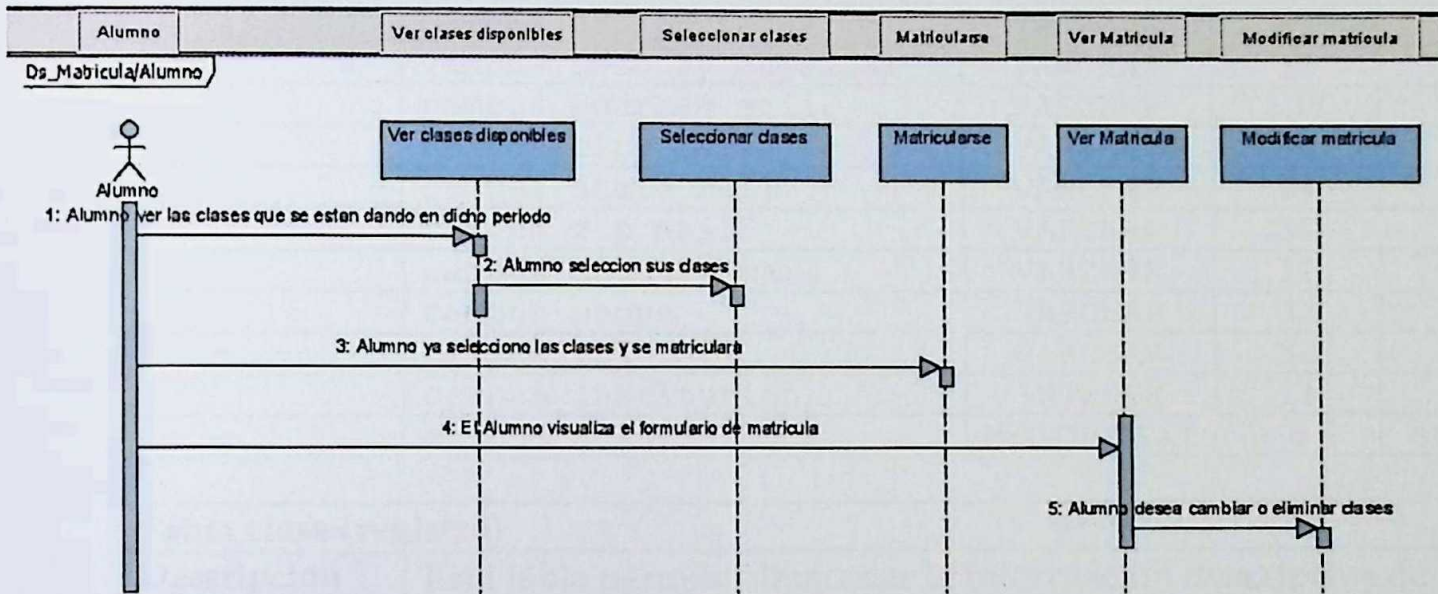 Alumno
Ver clases disponibles
Seleccionar clases
Matricularse
Ver Matricula
Modificar matricula
Ds_Matricula/Alumno
Ver clases disponibles
Seleccionar clases
Matricularse
Ver Matricula
Modificar matricula
Alumno
1: Alumno ver las clases que se estan dando en dicho periodo
2: Alumno seleccion sus clases
3: Alumno ya selecciono las clases y se matriculara
4: El Alumno visualiza el formulario de matricula
5: Alumno desea cambiar o eliminar clases